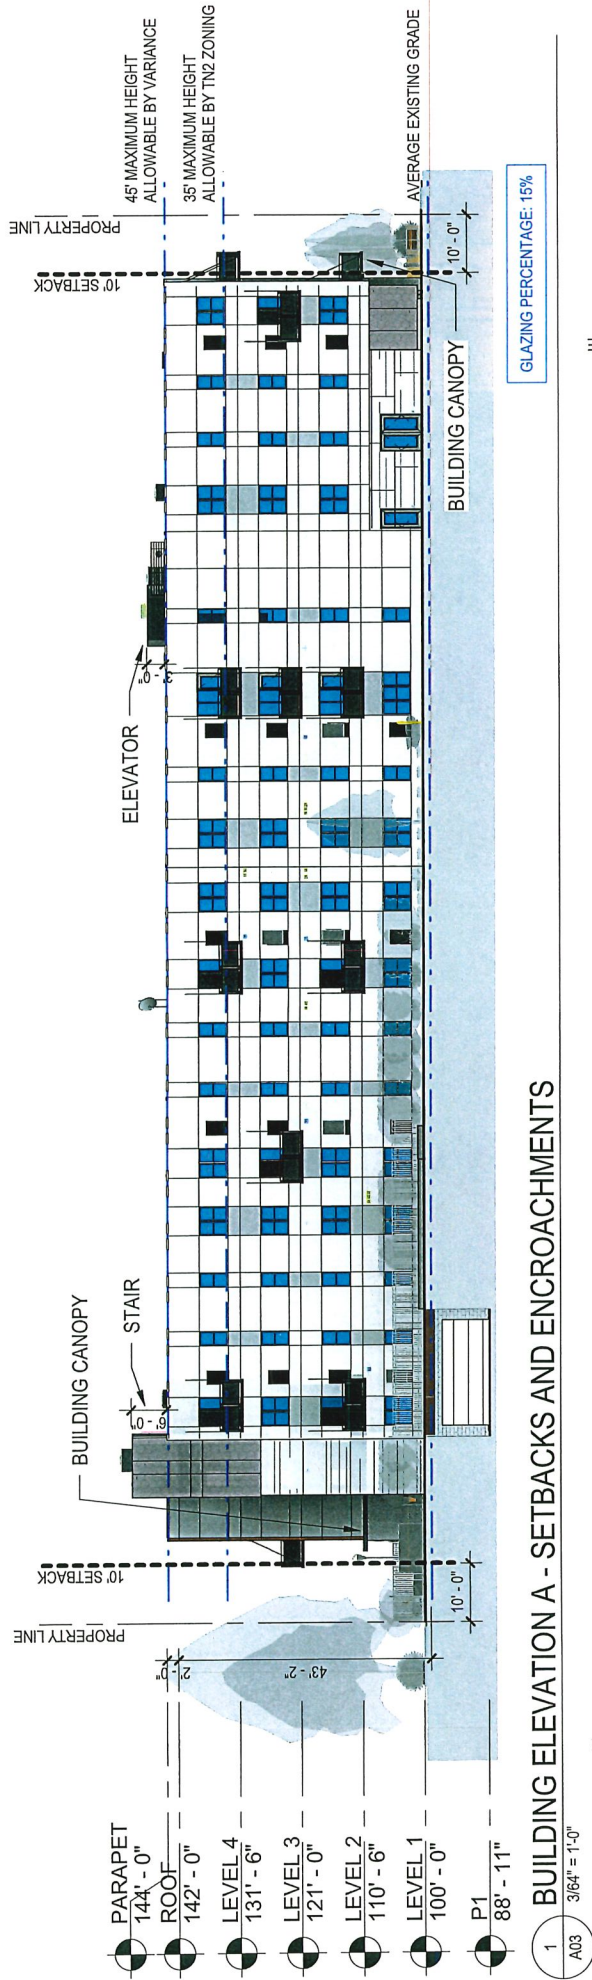 PARAPET
144' - 0"
ROOF
142' - 0"
LEVEL 4
131' - 6"
LEVEL 3
121' - 0"
LEVEL 2
110' - 6"
LEVEL 1
100' - 0"
P1
88' - 11"
PROPERTY LINE
10' SETBACK
2' - 0"
43' - 2"
10' - 0"
BUILDING CANOPY
STAIR
6' - 0"
ELEVATOR
3' - 0"
PROPERTY LINE
10' SETBACK
45' MAXIMUM HEIGHT
ALLOWABLE BY VARIANCE
35' MAXIMUM HEIGHT
ALLOWABLE BY TN2 ZONING
AVERAGE EXISTING GRADE
10' - 0"
BUILDING CANOPY
GLAZING PERCENTAGE: 15%
1
A03
BUILDING ELEVATION A - SETBACKS AND ENCROACHMENTS
3/64" = 1'-0"